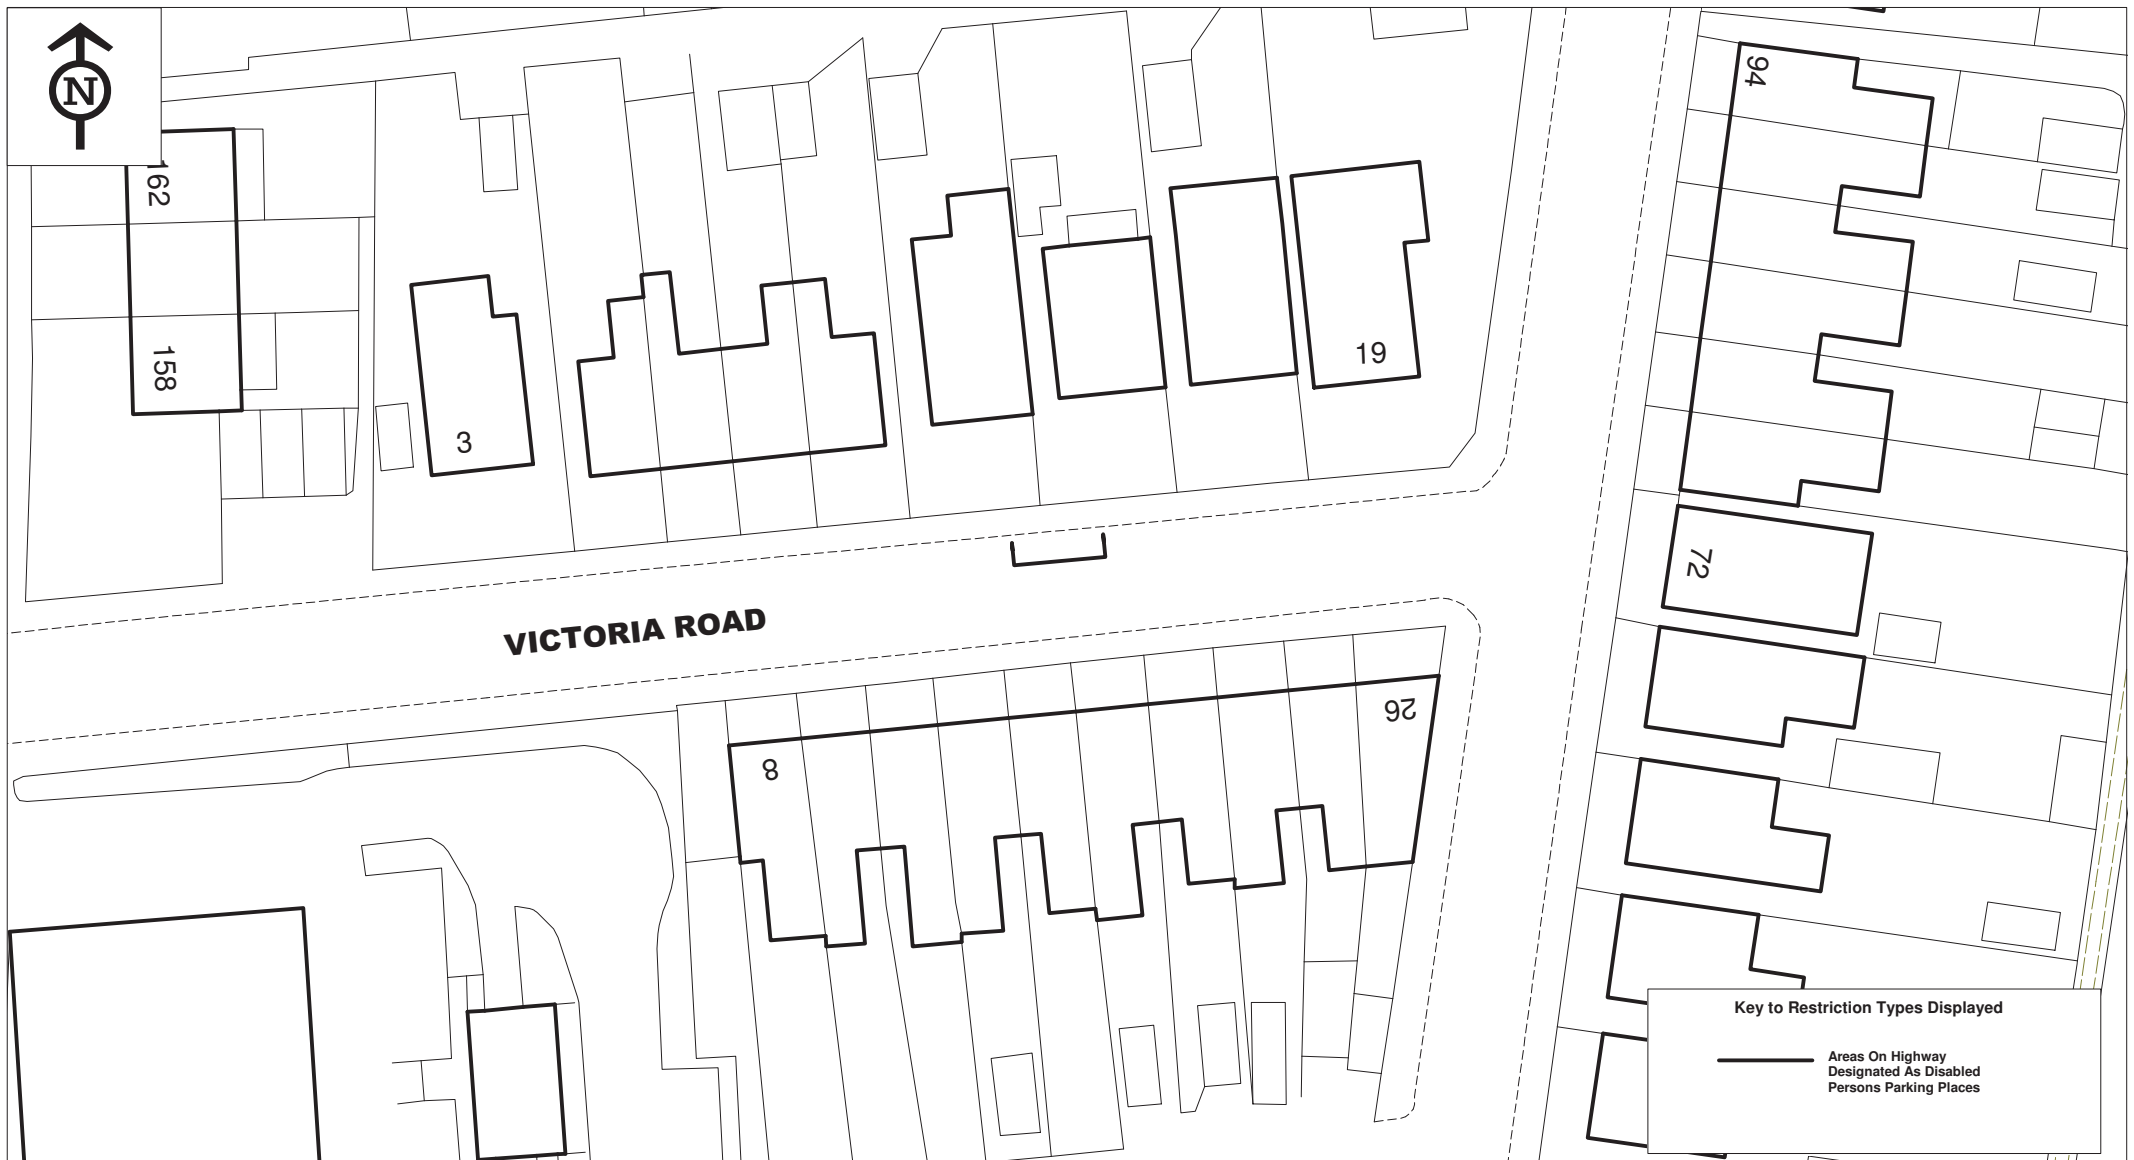 N
94
162
158
3
19
72
VICTORIA ROAD
26
8
Key to Restriction Types Displayed
Areas On Highway
Designated As Disabled
Persons Parking Places